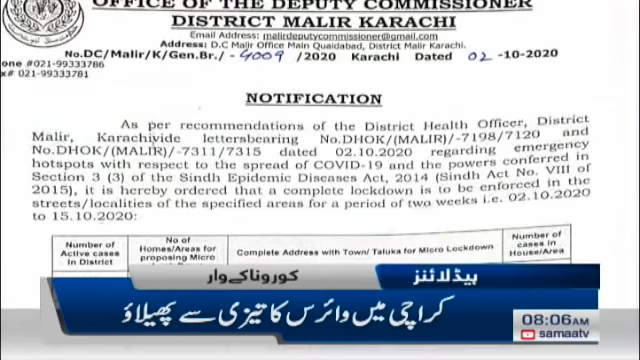 OFFICE OF THE DEPUTY COMMISSIONER
DISTRICT MALIR KARACHI
Email Address: malirdeputycommissioner@gmail.com
Address: D.C Malir Office Main Quaidabad, District Malir Karachi.
No.DC/Malir/K/Gen.Br./- 4009 /2020 Karachi Dated 02 -10-2020
one #021-99333786
x# 021-99333781
NOTIFICATION
As per recommendations of the District Health Officer, District
Malir, Karachiyide lettersbearing No.DHOK/(MALIR)/-7198/7120 and
No.DHOK/(MALIR)-7311/7315 dated 02.10.2020 regarding emergency
hotspots with respect to the spread of COVID-19 and the powers conferred in
Section 3 (3) of the Sindh Epidemic Diseases Act, 2014 (Sindh Act No. VIII of
2015), it is hereby ordered that a complete lockdown is to be enforced in the
streets/localities of the specified areas for a period of two weeks i.e. 02.10.2020
to 15.10.2020:
Number of Active cases in District
No of Homes/Areas for proposing Micro
Complete Address with Town/ Taluka for Micro Lockdown
Number of cases in House/Area
ہیڈلائنز
کورونا کے وار
کراچی میں وائرس کا تیزی سے پھیلاؤ
08:06AM
samaatv